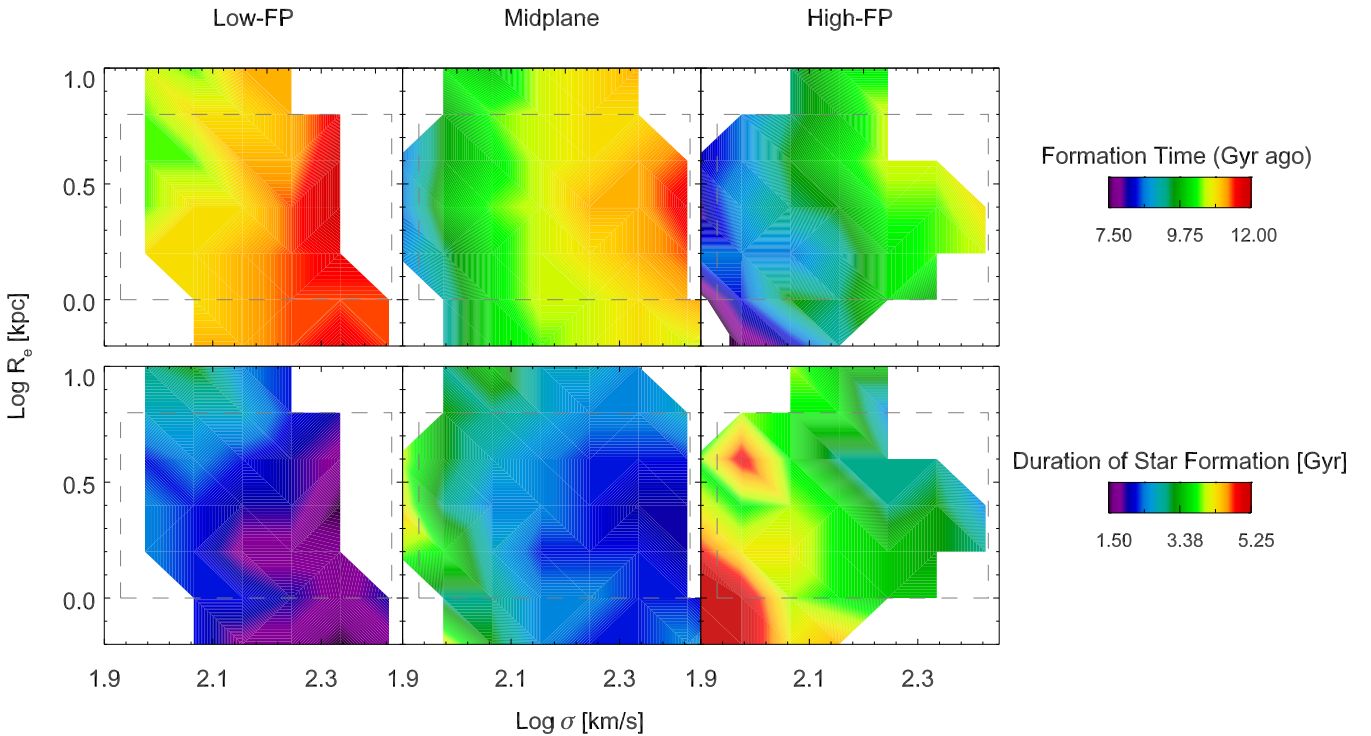 Low-FP Midplane High-FP
1.0
0.5
0.0
Formation Time (Gyr ago)
7.50 9.75 12.00
Log Re [kpc]
1.0
0.5
0.0
Duration of Star Formation [Gyr]
1.50 3.38 5.25
1.9 2.1 2.3 1.9 2.1 2.3 1.9 2.1 2.3
Log σ [km/s]